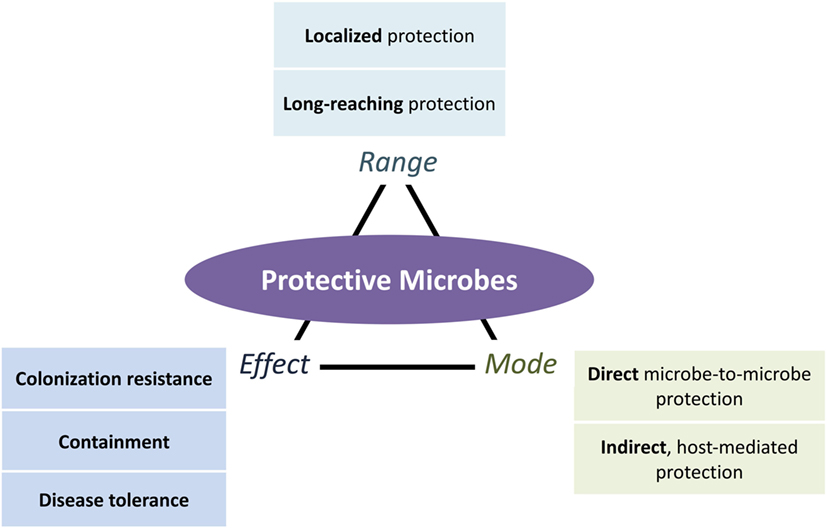 Localized protection
Long-reaching protection
Range
Protective Microbes
Effect
Mode
Colonization resistance
Containment
Disease tolerance
Direct microbe-to-microbe
protection
Indirect, host-mediated
protection